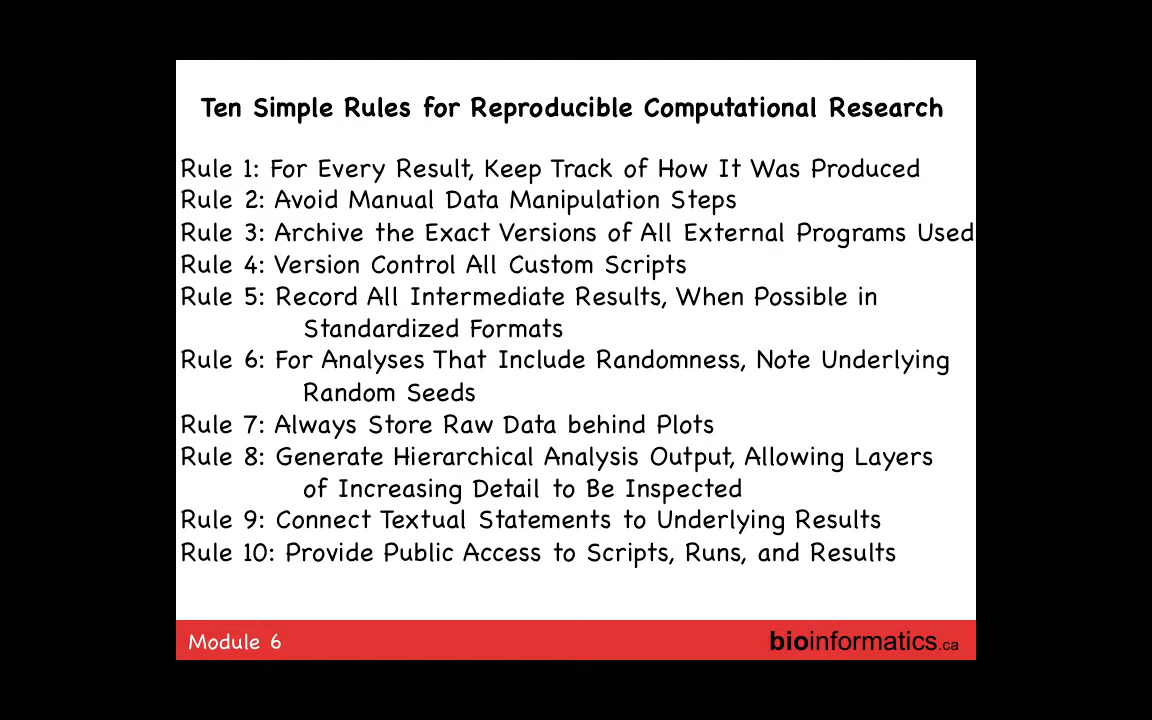 Ten Simple Rules for Reproducible Computational Research
Rule 1: For Every Result, Keep Track of How It Was Produced
Rule 2: Avoid Manual Data Manipulation Steps
Rule 3: Archive the Exact Versions of All External Programs Used
Rule 4: Version Control All Custom Scripts
Rule 5: Record All Intermediate Results, When Possible in
Standardized Formats
Rule 6: For Analyses That Include Randomness, Note Underlying
Random Seeds
Rule 7: Always Store Raw Data behind Plots
Rule 8: Generate Hierarchical Analysis Output, Allowing Layers
of Increasing Detail to Be Inspected
Rule 9: Connect Textual Statements to Underlying Results
Rule 10: Provide Public Access to Scripts, Runs, and Results
Module 6
bioinformatics.ca